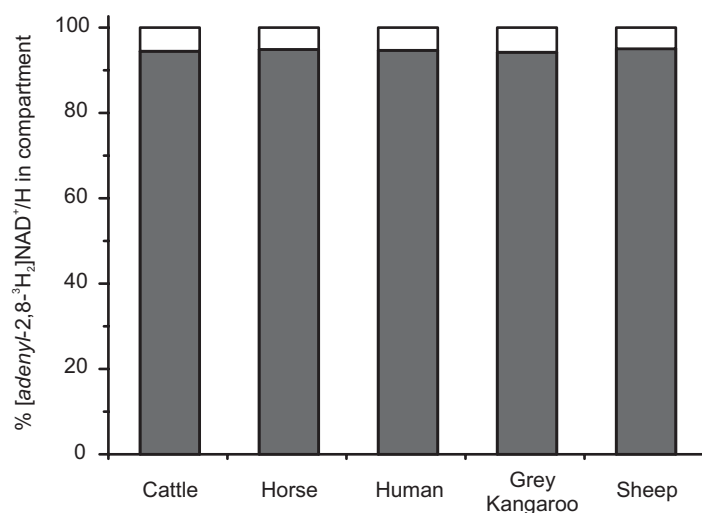 100
80
60
40
20
0
% [adenyl-2,8-³H₂]NAD⁺/H in compartment
Cattle
Horse
Human
Grey
Kangaroo
Sheep